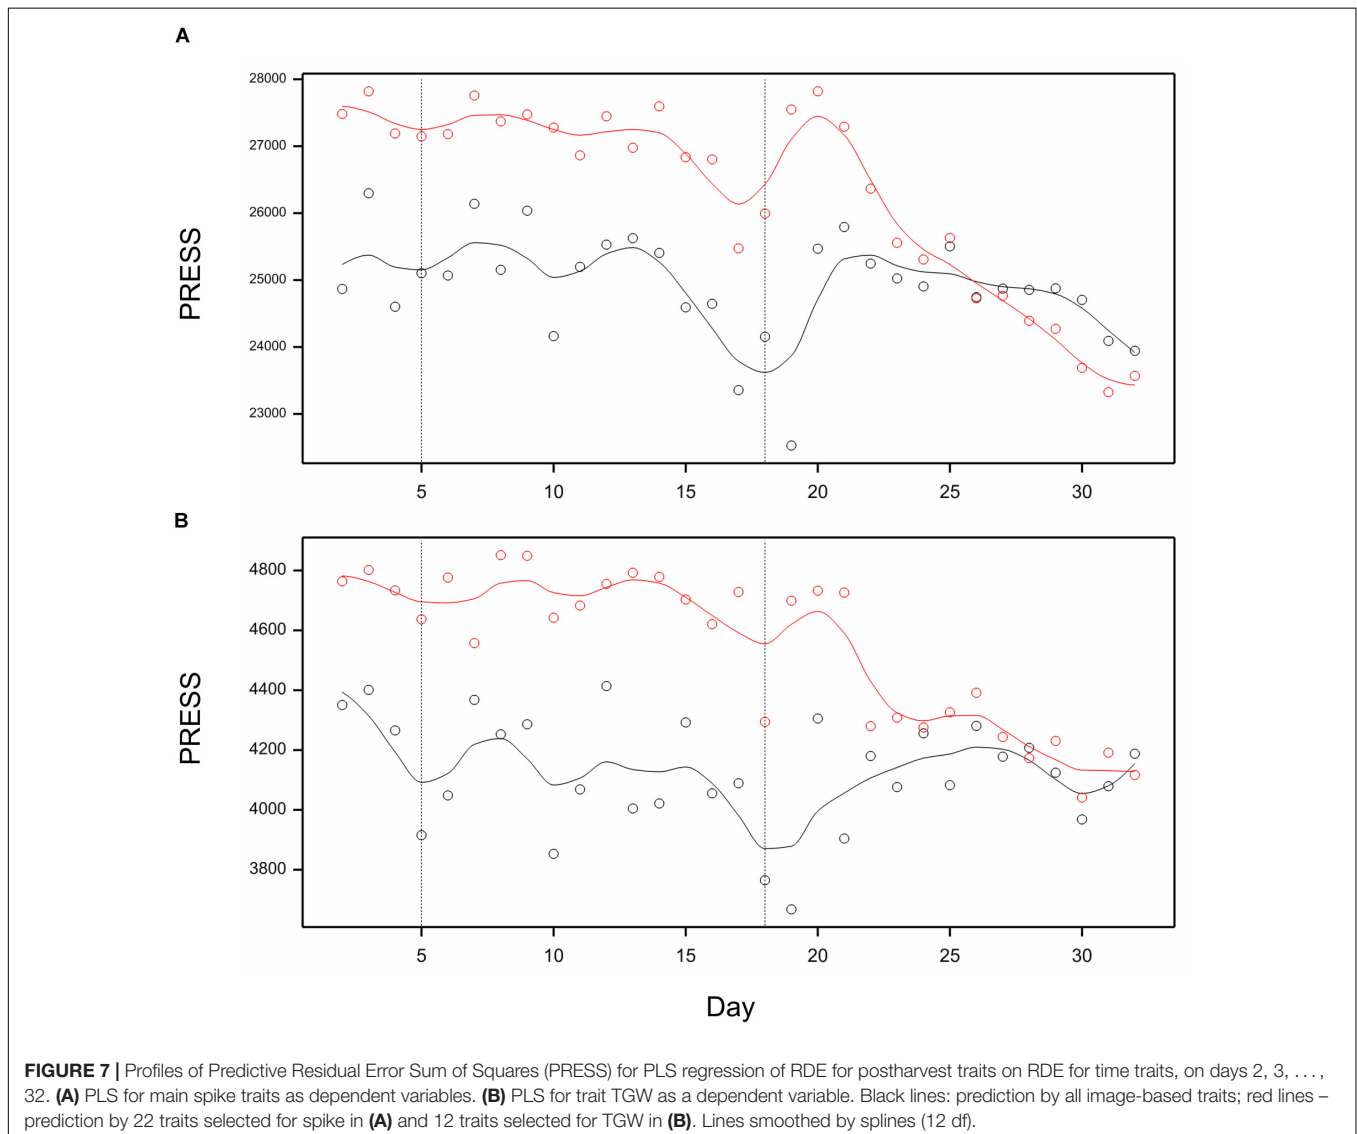 A
28000
27000
26000
25000
24000
23000
PRESS
5 10 15 20 25 30
B
4800
4600
4400
4200
4000
3800
PRESS
5 10 15 20 25 30
Day
FIGURE 7 | Profiles of Predictive Residual Error Sum of Squares (PRESS) for PLS regression of RDE for postharvest traits on RDE for time traits, on days 2, 3, . . . ,
32. (A) PLS for main spike traits as dependent variables. (B) PLS for trait TGW as a dependent variable. Black lines: prediction by all image-based traits; red lines –
prediction by 22 traits selected for spike in (A) and 12 traits selected for TGW in (B). Lines smoothed by splines (12 df).